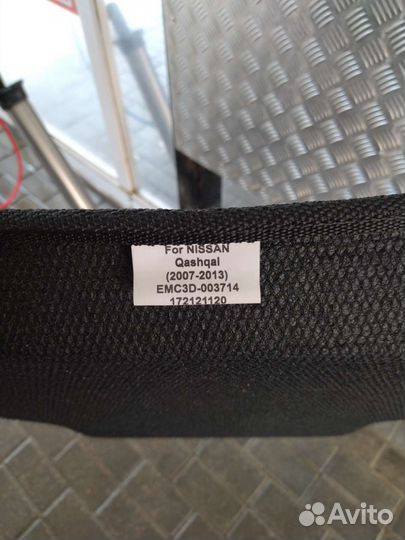 For NISSAN
Qashqai
(2007-2013)
EMC3D-003714
172121120
Avito